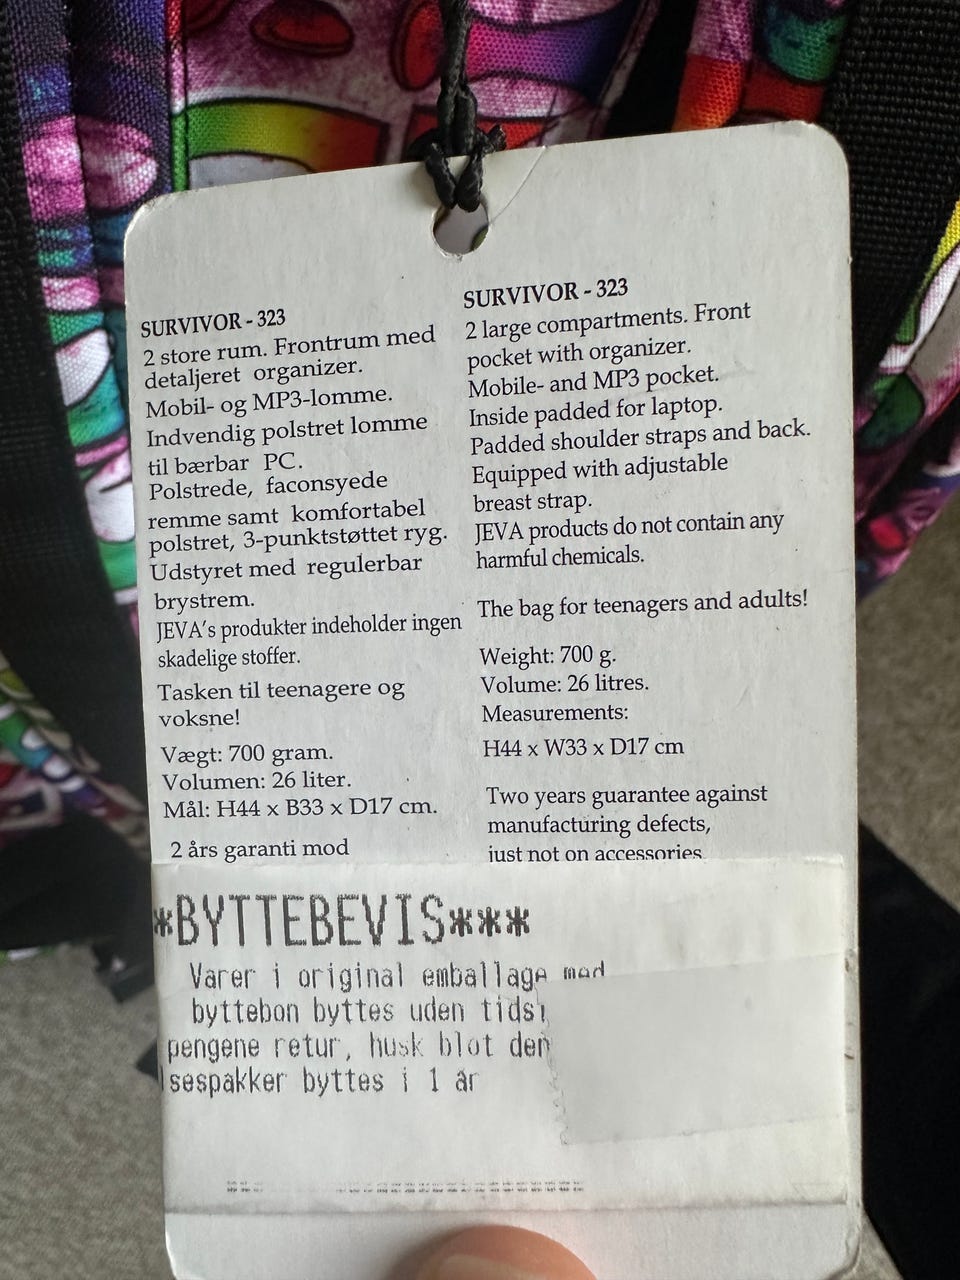 SURVIVOR - 323
2 store rum. Frontrum med
detaljeret organizer.
Mobil- og MP3-lomme.
Indvendig polstret lomme
til bærbar PC.
Polstrede, faconsyede
remme samt komfortabel
polstret, 3-punktstøttet ryg.
Udstyret med regulerbar
brystrem.
JEVA's produkter indeholder ingen
skadelige stoffer.
Tasken til teenagere og
voksne!
Vægt: 700 gram.
Volumen: 26 liter.
Mål: H44 x B33 x D17 cm.
2 års garanti mod
SURVIVOR - 323
2 large compartments. Front
pocket with organizer.
Mobile- and MP3 pocket.
Inside padded for laptop.
Padded shoulder straps and back.
Equipped with adjustable
breast strap.
JEVA products do not contain any
harmful chemicals.
The bag for teenagers and adults!
Weight: 700 g.
Volume: 26 litres.
Measurements:
H44 x W33 x D17 cm
Two years guarantee against
manufacturing defects,
just not on accessories.
*BYTTEBEVIS***
Varer i original emballage med
byttebon byttes uden
pengene retur, husk blot den
byttes i 1 år